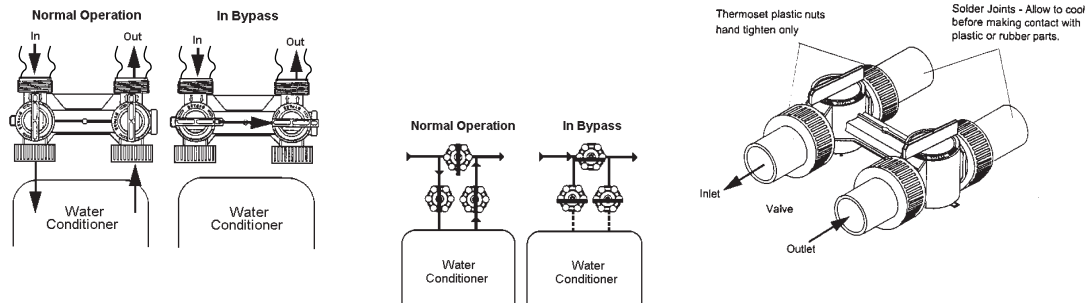 Normal Operation
In Bypass
In
Out
In
Out
Water
Conditioner
Water
Conditioner
Normal Operation
In Bypass
Water
Conditioner
Water
Conditioner
Thermoset plastic nuts
hand tighten only
Solder Joints - Allow to cool
before making contact with
plastic or rubber parts.
Inlet
Valve
Outlet